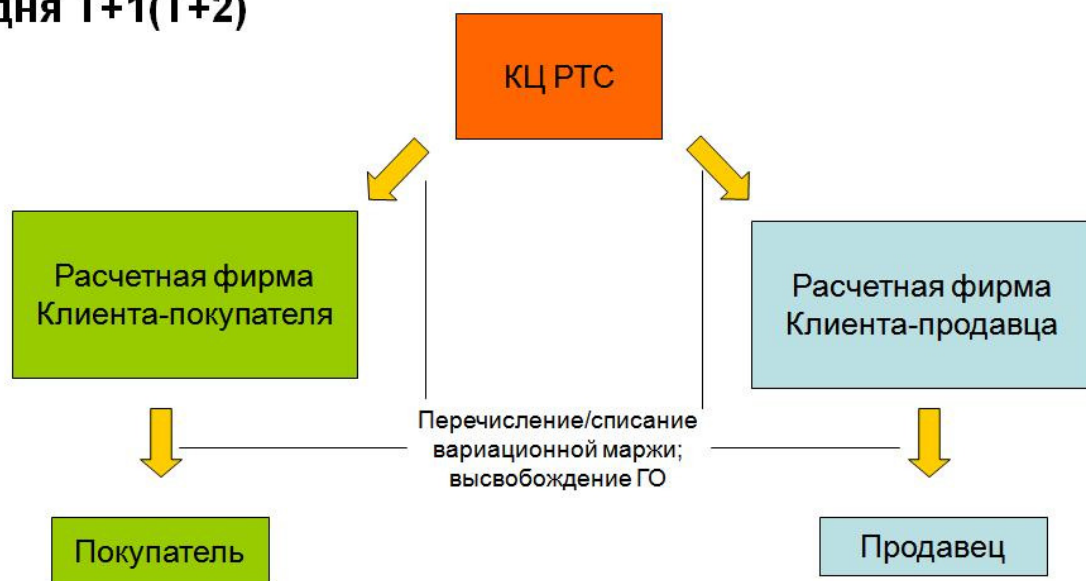 дня Т+1(Т+2)
КЦ РТС
Расчетная фирма
Клиента-покупателя
Расчетная фирма
Клиента-продавца
Перечисление/списание
вариационной маржи;
высвобождение ГО
Покупатель
Продавец